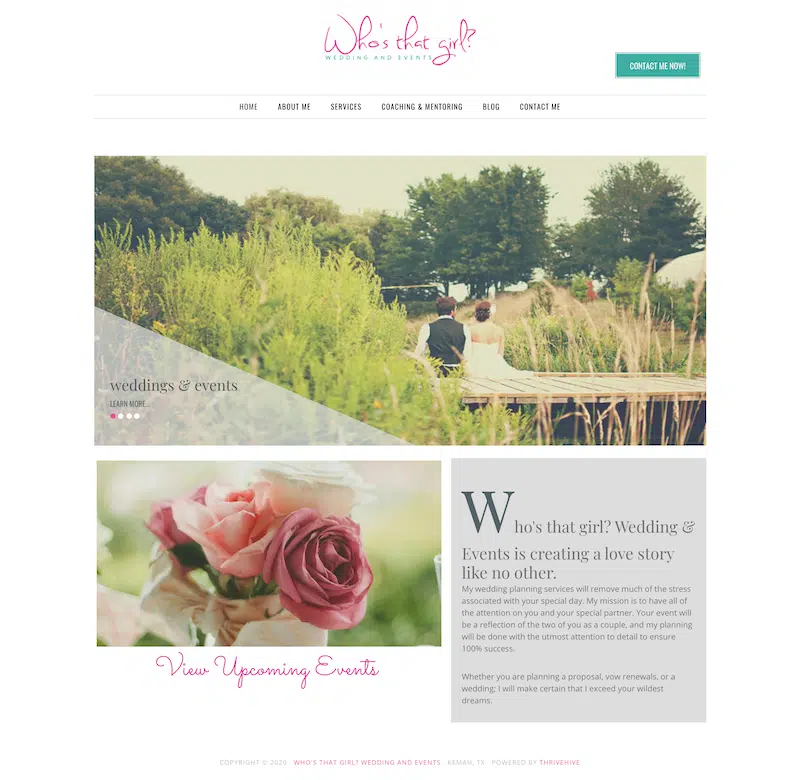 Who's that girl?
WEDDING AND EVENTS
CONTACT ME NOW!
HOME ABOUT ME SERVICES COACHING & MENTORING BLOG CONTACT ME
weddings & events
LEARN MORE...
View Upcoming Events
Who's that girl? Wedding &
Events is creating a love story
like no other.
My wedding planning services will remove much of the stress
associated with your special day. My mission is to have all of
the attention on you and your special partner. Your event will
be a reflection of the two of you as a couple, and my planning
will be done with the utmost attention to detail to ensure
100% success.
Whether you are planning a proposal, vow renewals, or a
wedding; I will make certain that I exceed your wildest
dreams.
COPYRIGHT © 2020 WHO'S THAT GIRL? WEDDING AND EVENTS KEMAH, TX POWERED BY THRIVEHIVE